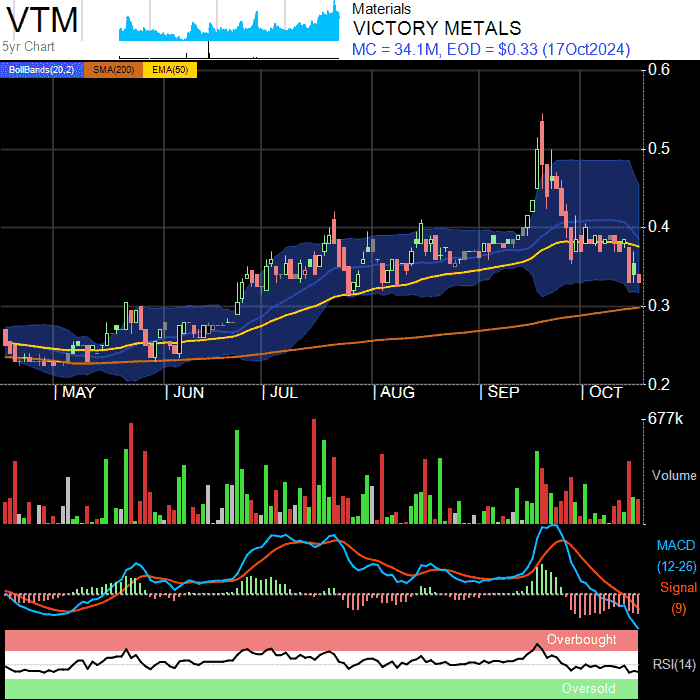 VTM
5yr Chart
Materials
VICTORY METALS
MC = 34.1M, EOD = $0.33 (17Oct2024)
BollBands(20,2) SMA(200) EMA(50)
0.6
0.5
0.4
0.3
0.2
MAY JUN JUL AUG SEP OCT
677k
Volume
MACD
(12-26)
Signal
(9)
Overbought
RSI(14)
Oversold